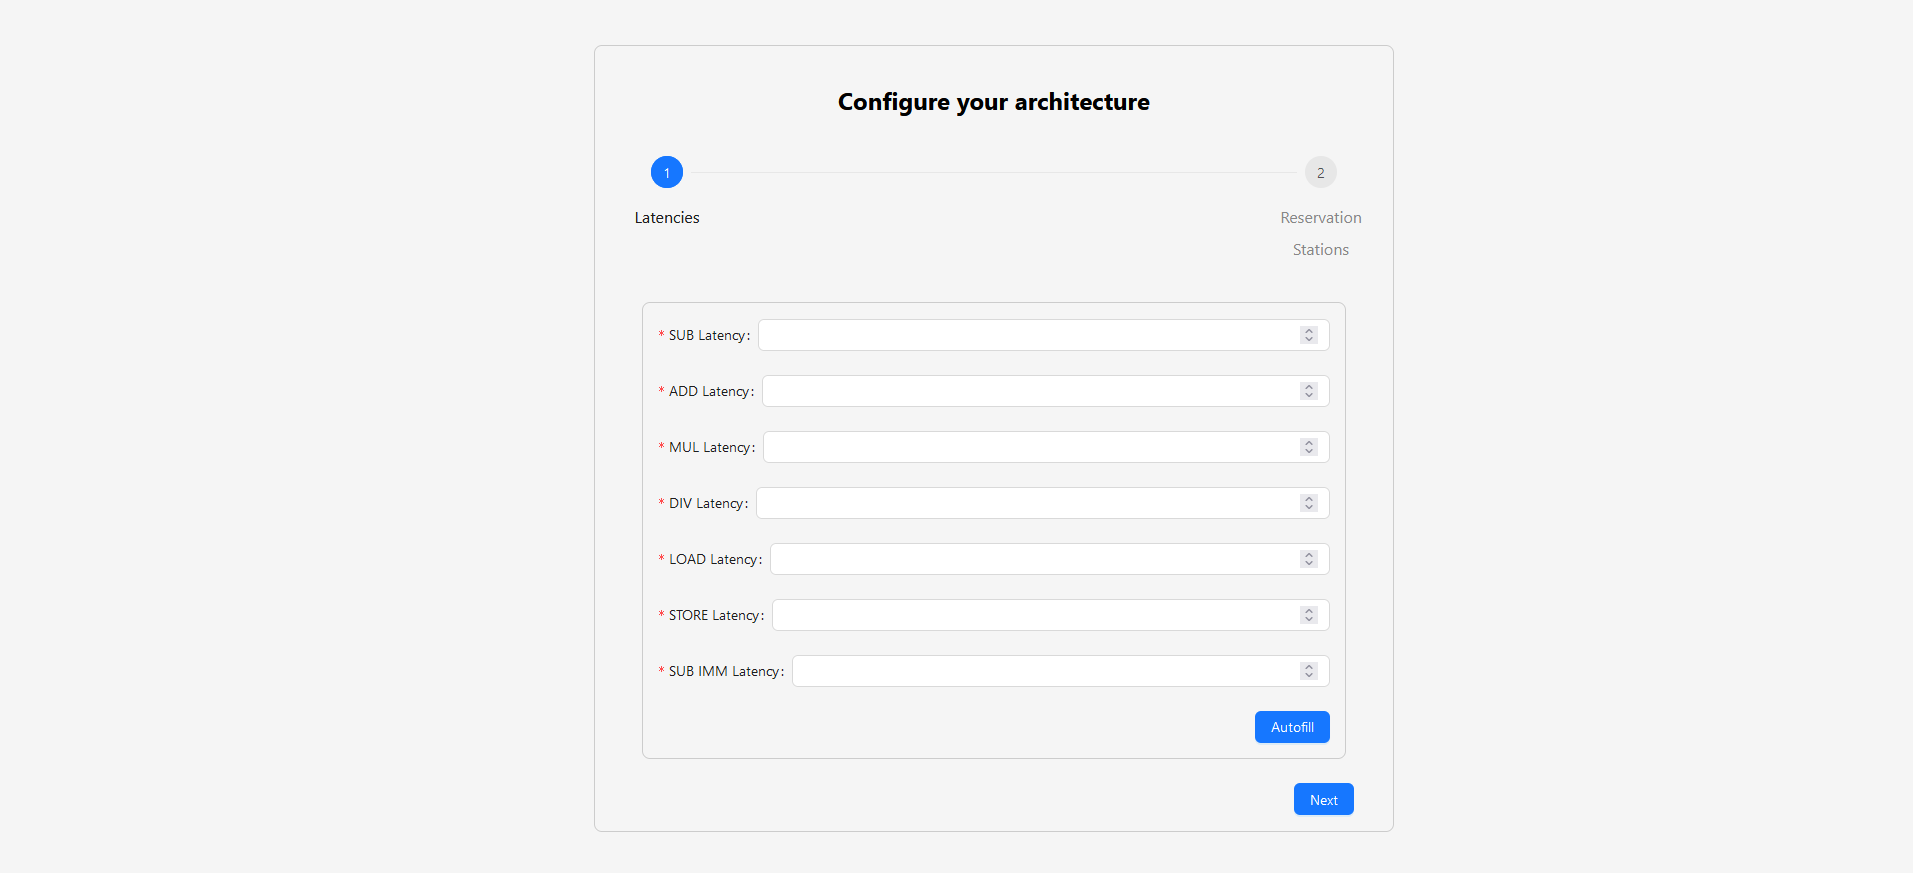 Configure your architecture
1
2
Latencies
Reservation
Stations
* SUB Latency:
* ADD Latency:
* MUL Latency:
* DIV Latency:
* LOAD Latency:
* STORE Latency:
* SUB IMM Latency:
Autofill
Next